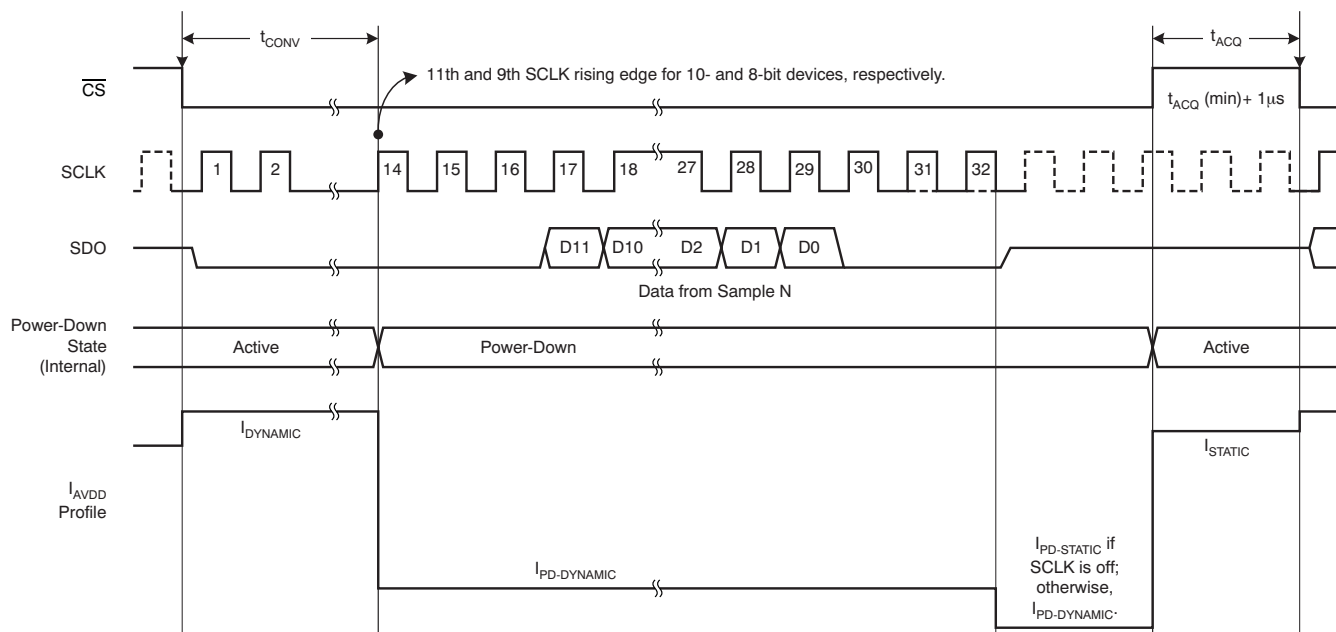 tCONV
tACQ
11th and 9th SCLK rising edge for 10- and 8-bit devices, respectively.
CS
tACQ (min)+ 1μs
SCLK
1 2 14 15 16 17 18 27 28 29 30 31 32
SDO
D11 D10 D2 D1 D0
Data from Sample N
Power-Down
State
(Internal)
Active
Power-Down
Active
IDYNAMIC
ISTATIC
IAVDD
Profile
IPD-DYNAMIC
IPD-STATIC if
SCLK is off;
otherwise,
IPD-DYNAMIC.